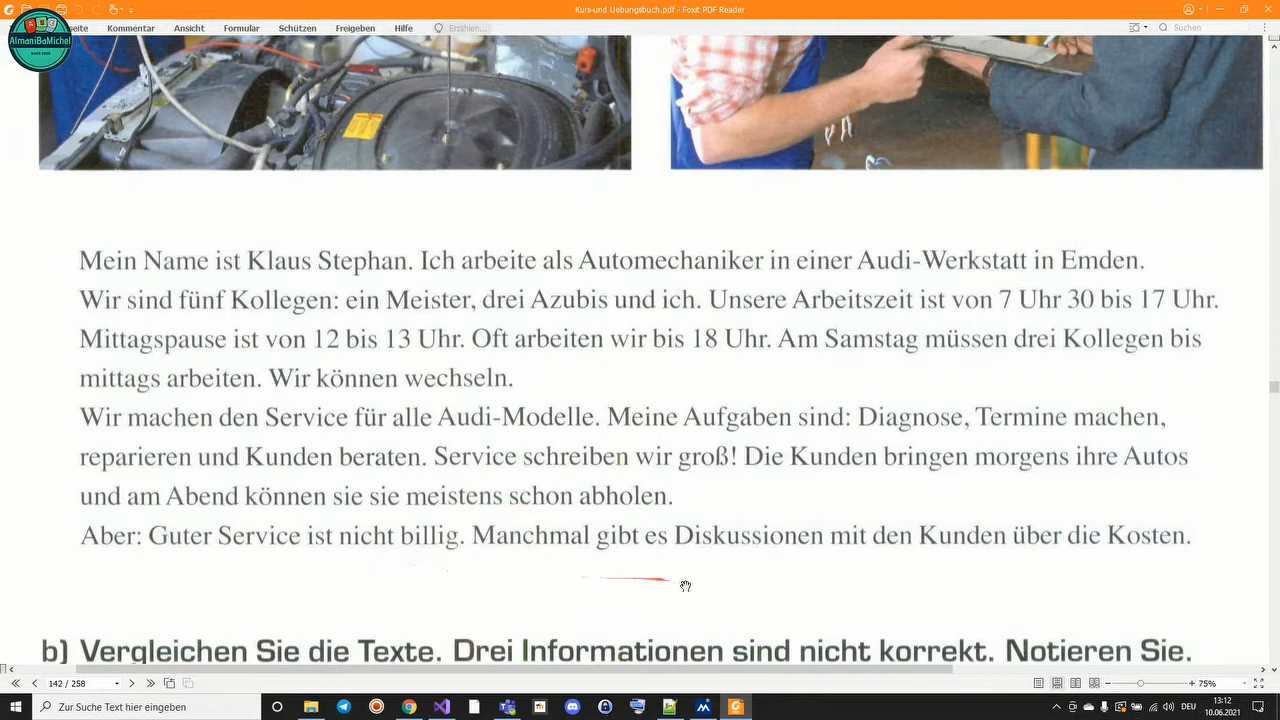 Kurs-und Uebungsbuch.pdf - Foxit PDF Reader
seite Kommentar Ansicht Formular Schützen Freigeben Hilfe Erzählen... Suchen
AlmaniBaMichel
SINCE 2020
Mein Name ist Klaus Stephan. Ich arbeite als Automechaniker in einer Audi-Werkstatt in Emden.
Wir sind fünf Kollegen: ein Meister, drei Azubis und ich. Unsere Arbeitszeit ist von 7 Uhr 30 bis 17 Uhr.
Mittagspause ist von 12 bis 13 Uhr. Oft arbeiten wir bis 18 Uhr. Am Samstag müssen drei Kollegen bis
mittags arbeiten. Wir können wechseln.
Wir machen den Service für alle Audi-Modelle. Meine Aufgaben sind: Diagnose, Termine machen,
reparieren und Kunden beraten. Service schreiben wir groß! Die Kunden bringen morgens ihre Autos
und am Abend können sie sie meistens schon abholen.
Aber: Guter Service ist nicht billig. Manchmal gibt es Diskussionen mit den Kunden über die Kosten.
b) Vergleichen Sie die Texte. Drei Informationen sind nicht korrekt. Notieren Sie.
142 / 258
75%
Zur Suche Text hier eingeben
13:12
10.06.2021